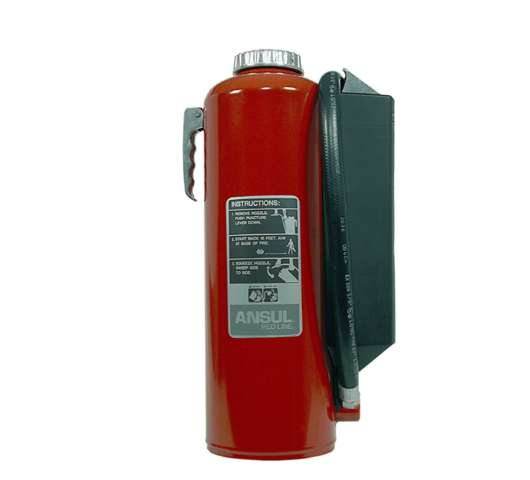 INSTRUCTIONS:
1. REMOVE NOZZLE,
PUSH PUNCTURE
LEVER DOWN.
2. START BACK 10 FEET, AIM
AT BASE OF FIRE.
3. SQUEEZE NOZZLE,
SWEEP SIDE
TO SIDE.
ANSUL
RED LINE